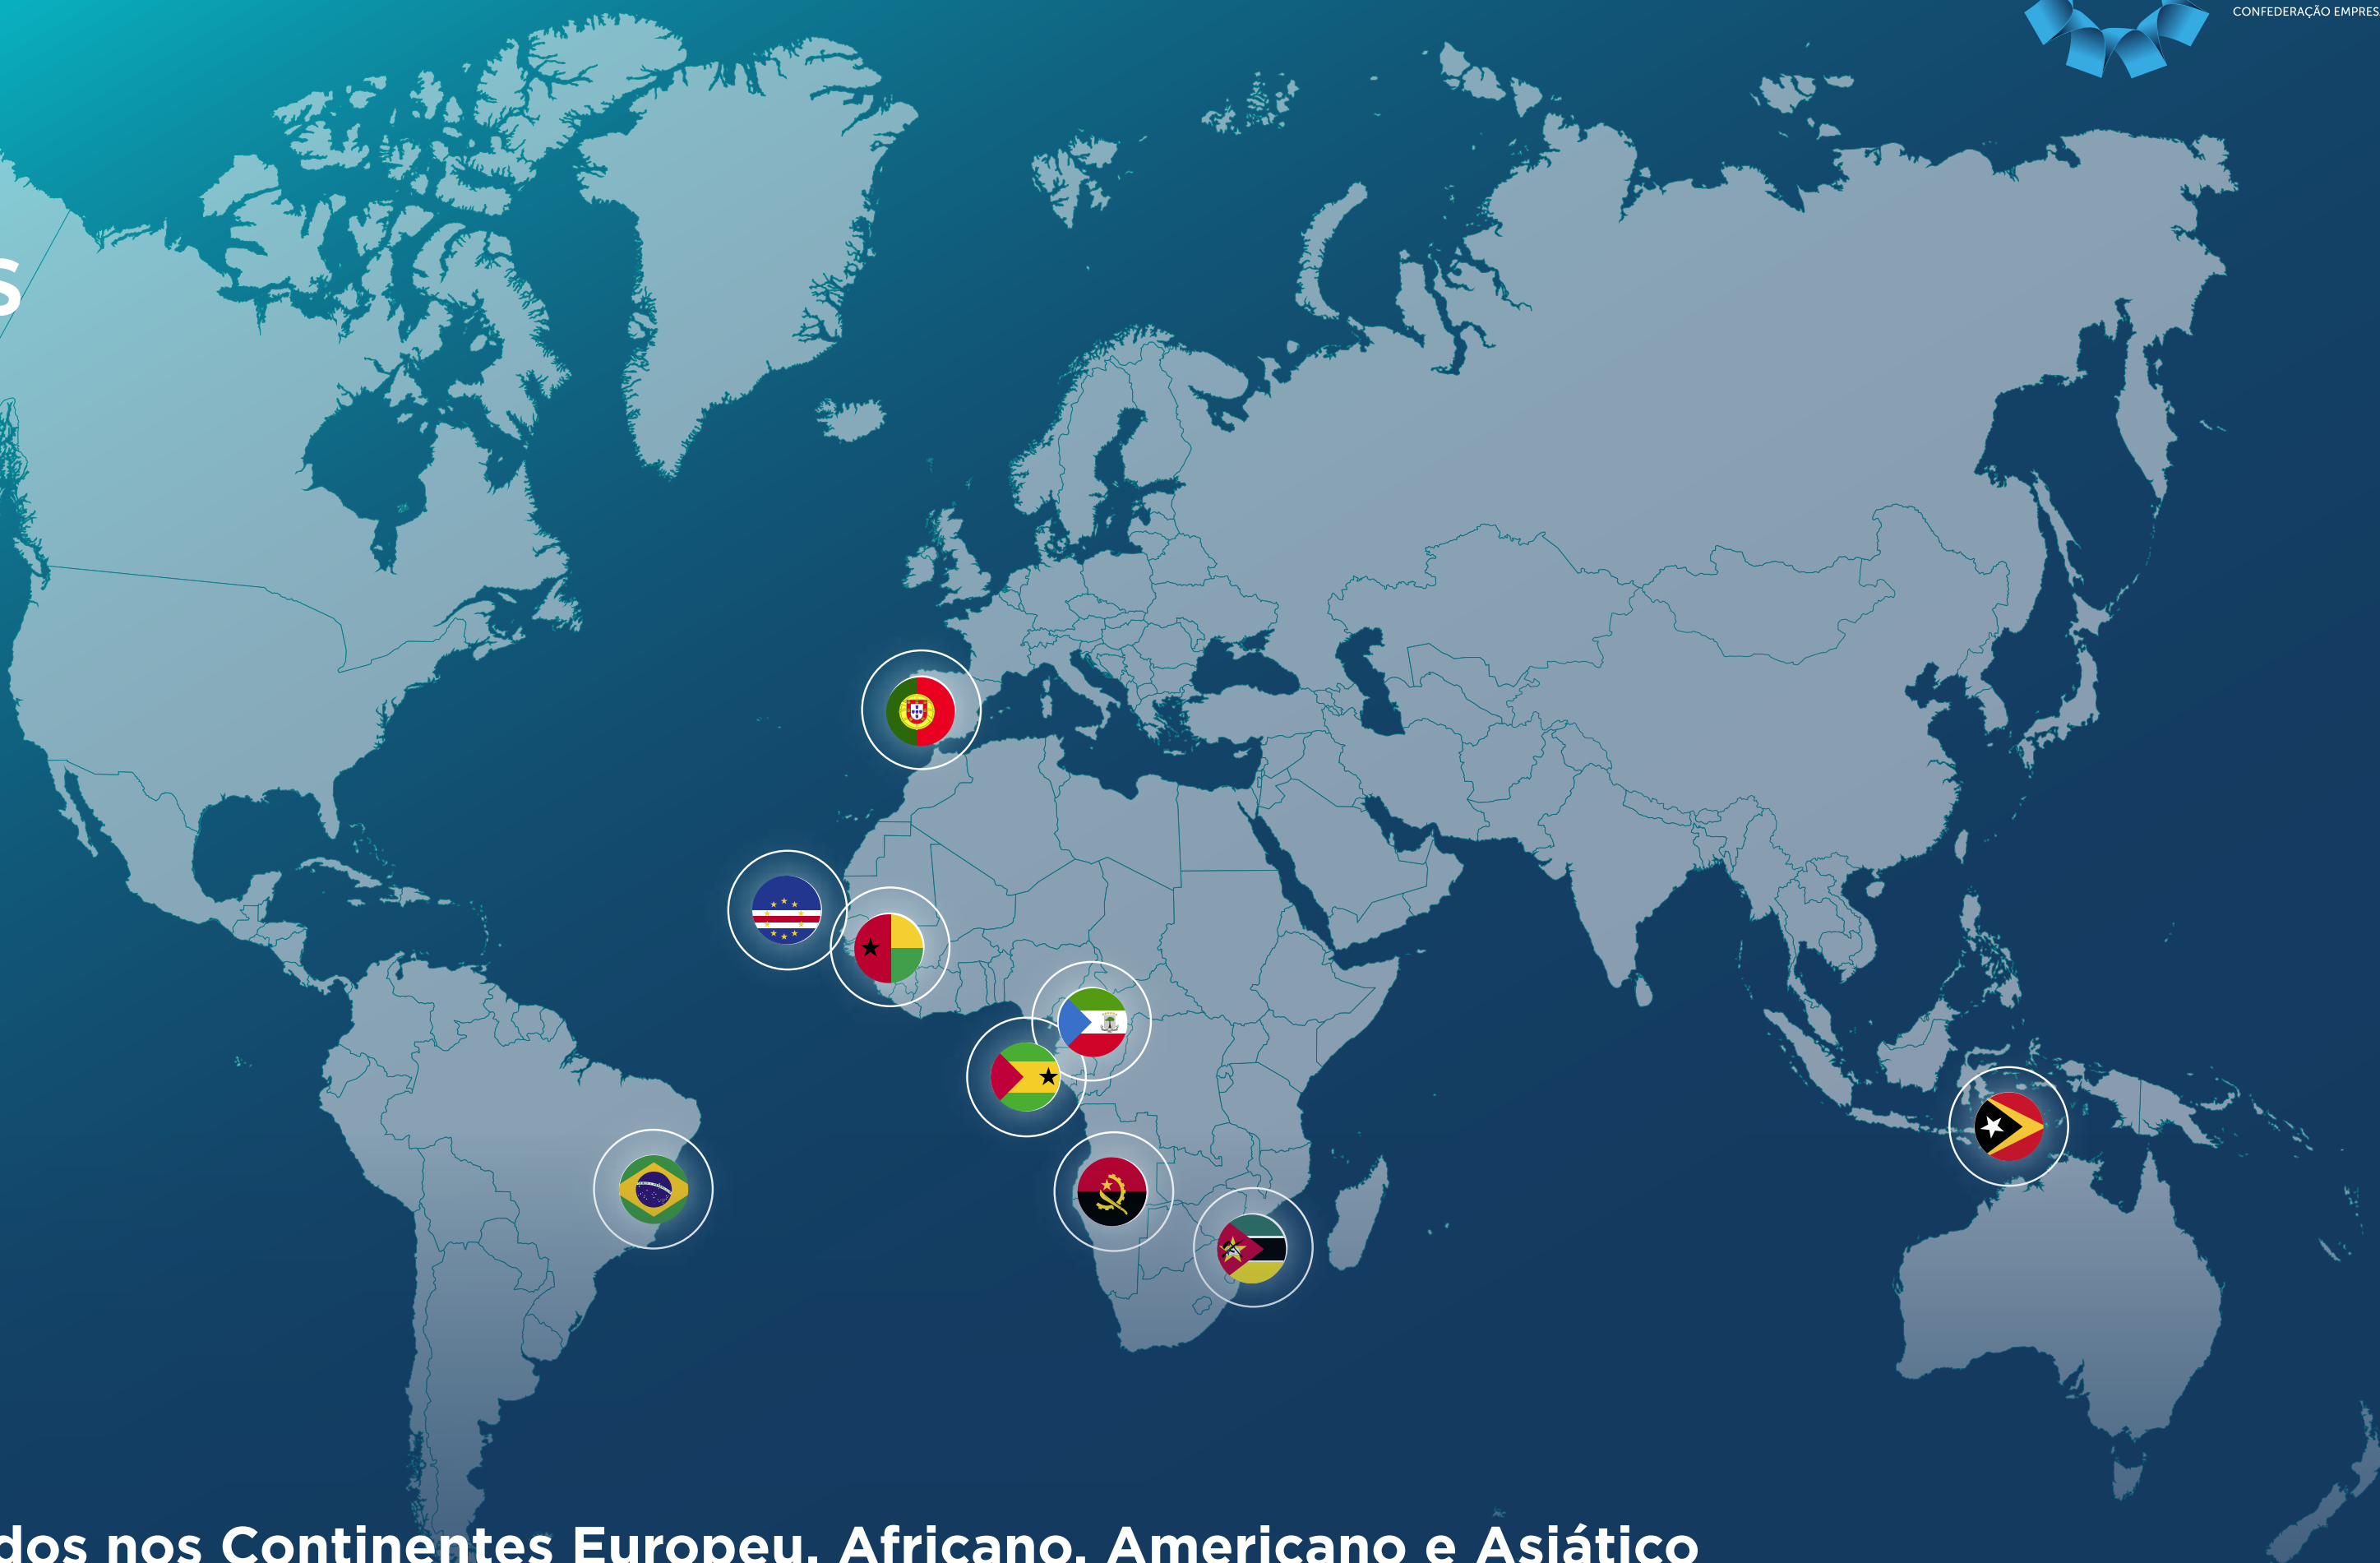 CONFEDERAÇÃO EMPRES
s
dos nos Continentes Europeu, Africano, Americano e Asiático